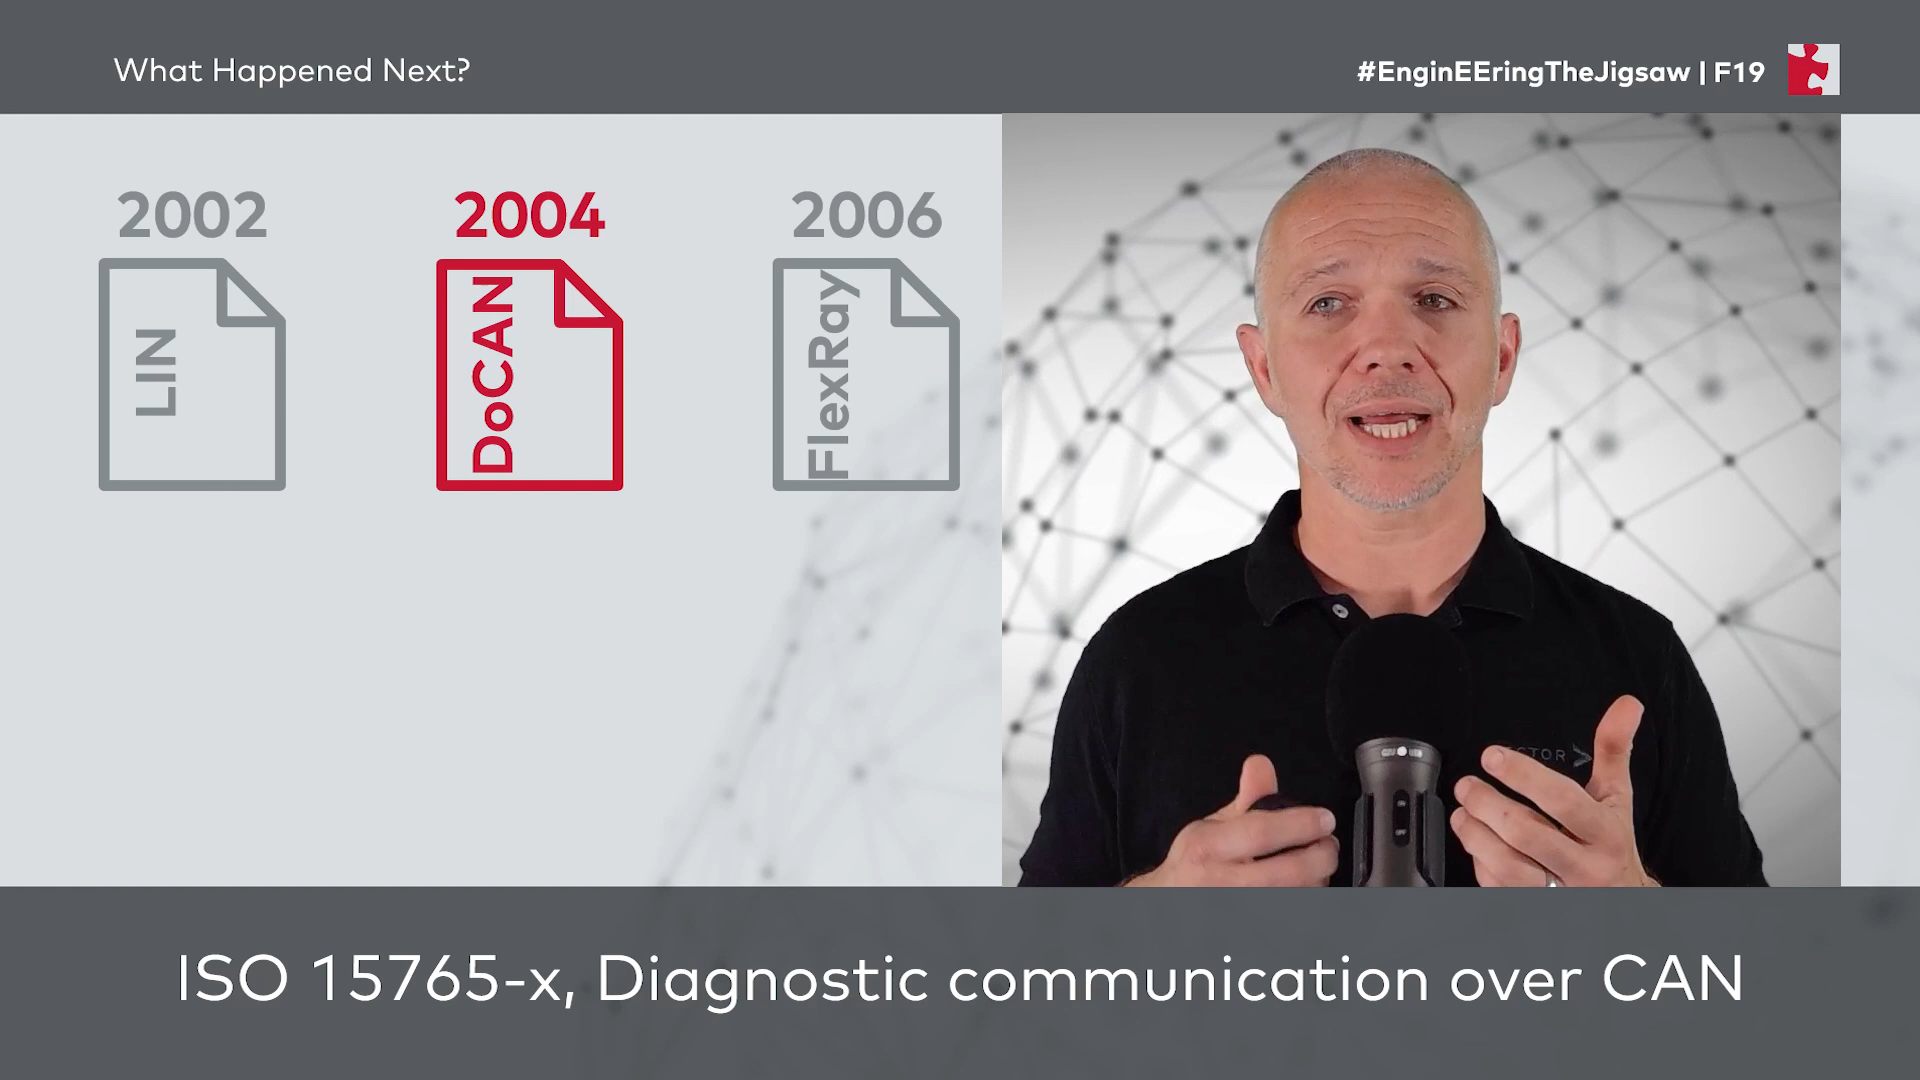 What Happened Next?
#EnginEEringTheJigsaw | F19
2002
2004
2006
LIN
DoCAN
FlexRay
ISO 15765-x, Diagnostic communication over CAN